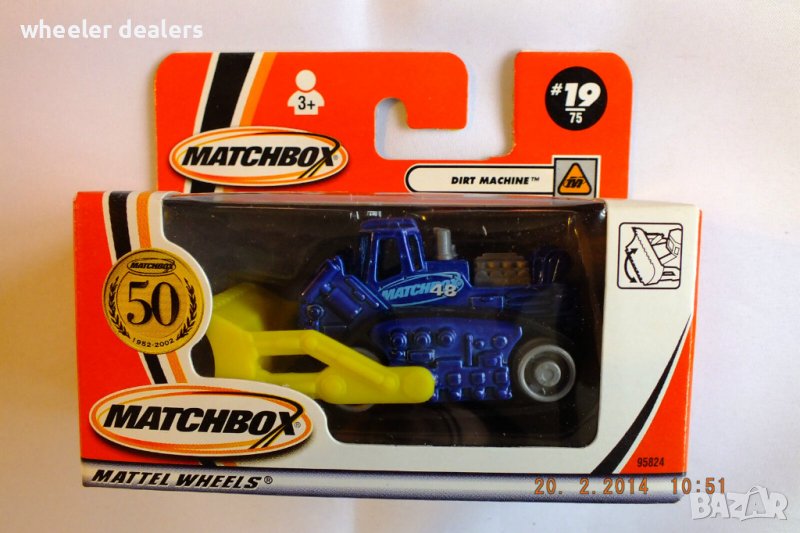 wheeler dealers
3+
#19
75
MATCHBOX®
DIRT MACHINE™
MATCHBOX
50
1952-2002
MATCHBOX
48
MATCHBOX®
95824
MATTEL WHEELS®
20. 2.2014 10:51
BAZAR